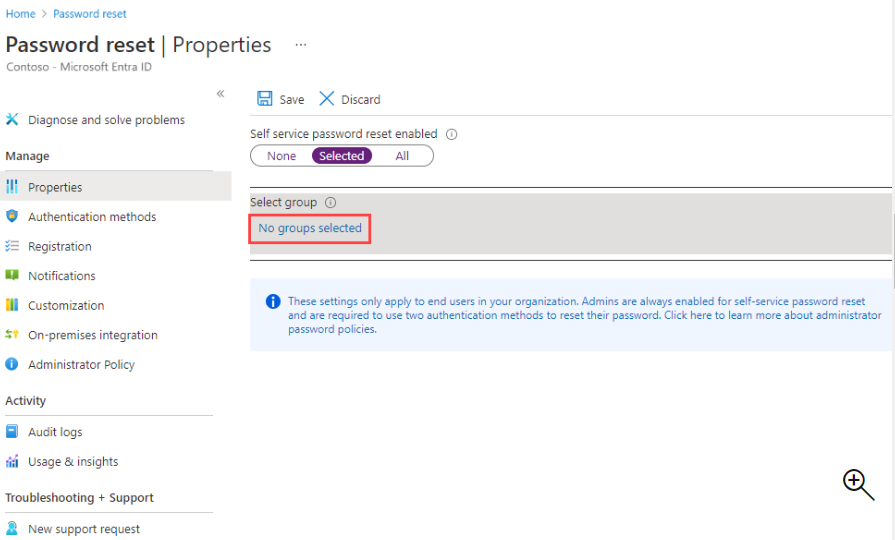 Home > Password reset
Password reset | Properties ...
Contoso - Microsoft Entra ID
«
Diagnose and solve problems
Manage
Properties
Authentication methods
Registration
Notifications
Customization
On-premises integration
Administrator Policy
Activity
Audit logs
Usage & insights
Troubleshooting + Support
New support request
Save Discard
Self service password reset enabled
None Selected All
Select group
No groups selected
These settings only apply to end users in your organization. Admins are always enabled for self-service password reset
and are required to use two authentication methods to reset their password. Click here to learn more about administrator
password policies.